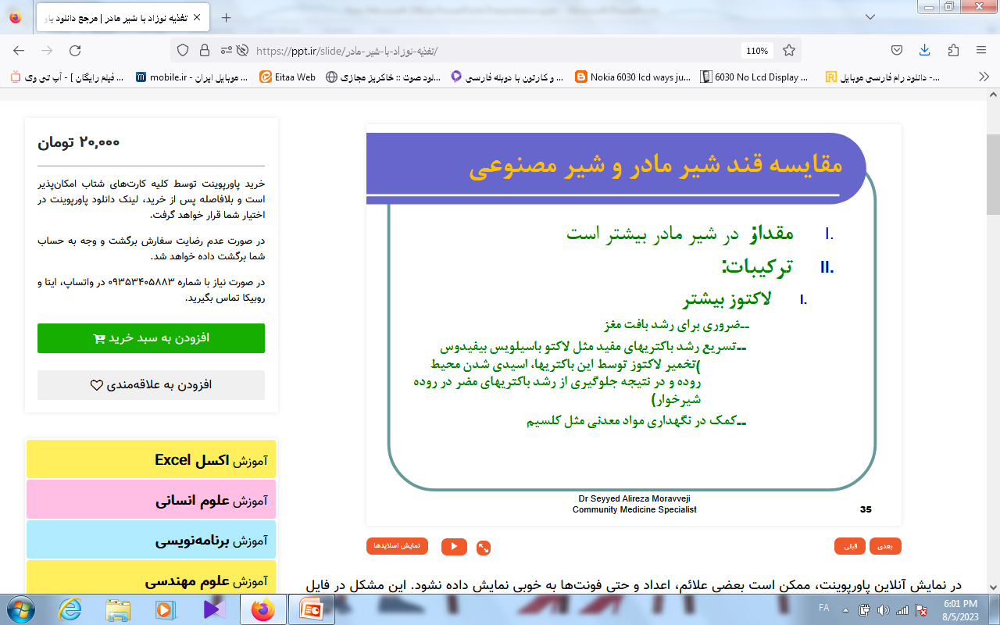 تغذیه نوزاد با شیر مادر | مرجع دانلود پاو
https://ppt.ir/slide/تغذیه-نوزاد-با-شیر-مادر/
110%
فیلم رایگان ] - آپ تی وی ...
موبایل ایران - mobile.ir ...
Eitaa Web
...لود صوت :: خاکریز مجازی
و کارتون با دوبله فارسی ...
Nokia 6030 lcd ways ju...
6030 No Lcd Display ...
دانلود رام فارسی موبایل - ...
۲۰,۰۰۰ تومان
خرید پاورپوینت توسط کلیه کارت‌های شتاب امکان‌پذیر
است و بلافاصله پس از خرید، لینک دانلود پاورپوینت در
اختیار شما قرار خواهد گرفت.
در صورت عدم رضایت سفارش برگشت و وجه به حساب
شما برگشت داده خواهد شد.
در صورت نیاز با شماره ۰۹۳۵۳۴۰۵۸۸۳ در واتساپ، ایتا و
روبیکا تماس بگیرید.
افزودن به سبد خرید
افزودن به علاقه‌مندی
آموزش اکسل Excel
آموزش علوم انسانی
آموزش برنامه‌نویسی
آموزش علوم مهندسی
مقایسه قند شیر مادر و شیر مصنوعی
I. مقداز در شیر مادر بیشتر است
II. ترکیبات:
I. لاکتوز بیشتر
--ضروری برای رشد بافت مغز
--تسریع رشد باکتریهای مفید مثل لاکتو باسیلویس بیفیدوس
)تخمیر لاکتوز توسط این باکتریها، اسیدی شدن محیط
روده و در نتیجه جلوگیری از رشد باکتریهای مضر در روده
شیرخوار)
--کمک در نگهداری مواد معدنی مثل کلسیم
Dr Seyyed Alireza Moravveji
Community Medicine Specialist
35
نمایش اسلایدها
قبلی
بعدی
در نمایش آنلاین پاورپوینت، ممکن است بعضی علائم، اعداد و حتی فونت‌ها به خوبی نمایش داده نشود. این مشکل در فایل
FA
6:01 PM
8/5/2023